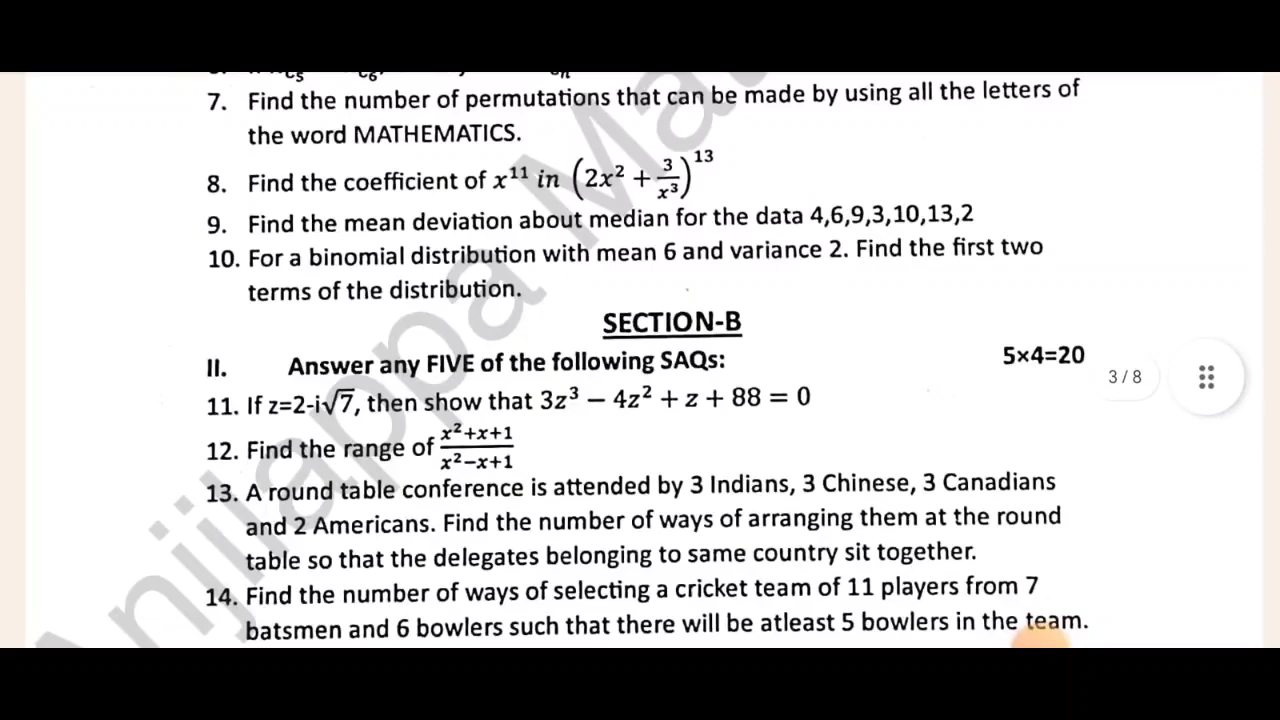 7. Find the number of permutations that can be made by using all the letters of
the word MATHEMATICS.
8. Find the coefficient of x¹¹ in (2x² + 3/x³)¹³
9. Find the mean deviation about median for the data 4,6,9,3,10,13,2
10. For a binomial distribution with mean 6 and variance 2. Find the first two
terms of the distribution.
SECTION-B
II. Answer any FIVE of the following SAQs: 5×4=20
3/8
11. If z=2-i√7, then show that 3z³ − 4z² + z + 88 = 0
12. Find the range of (x²+x+1)/(x²−x+1)
13. A round table conference is attended by 3 Indians, 3 Chinese, 3 Canadians
and 2 Americans. Find the number of ways of arranging them at the round
table so that the delegates belonging to same country sit together.
14. Find the number of ways of selecting a cricket team of 11 players from 7
batsmen and 6 bowlers such that there will be atleast 5 bowlers in the team.
Anjilappa Mat